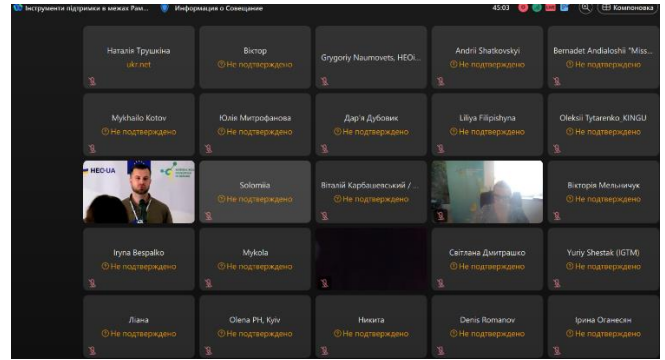 Інструменти підтримки в межах Рам...
Информация о Совещание
45:03
Компоновка
Наталія Трушкіна
ukr.net
Віктор
Не подтверждено
Grygoriy Naumovets, HEOi...
Andrii Shatkovskyi
Не подтверждено
Bernadet Andialoshii "Miss...
Не подтверждено
Mykhailo Kotov
Не подтверждено
Юлія Митрофанова
Не подтверждено
Дар'я Дубовик
Не подтверждено
Liliya Filipishyna
Не подтверждено
Oleksii Tytarenko_KINGU
Не подтверждено
HEO-UA
Solomiia
Не подтверждено
Віталій Карбашевський / ...
Не подтверждено
Вікторія Мельничук
Не подтверждено
Iryna Bespalko
Не подтверждено
Mykola
Не подтверждено
Світлана Дмитрашко
Не подтверждено
Yuriy Shestak (IGTM)
Не подтверждено
Ліана
Не подтверждено
Olena PH, Kyiv
Не подтверждено
Никита
Не подтверждено
Denis Romanov
Не подтверждено
Ірина Оганесян
Не подтверждено